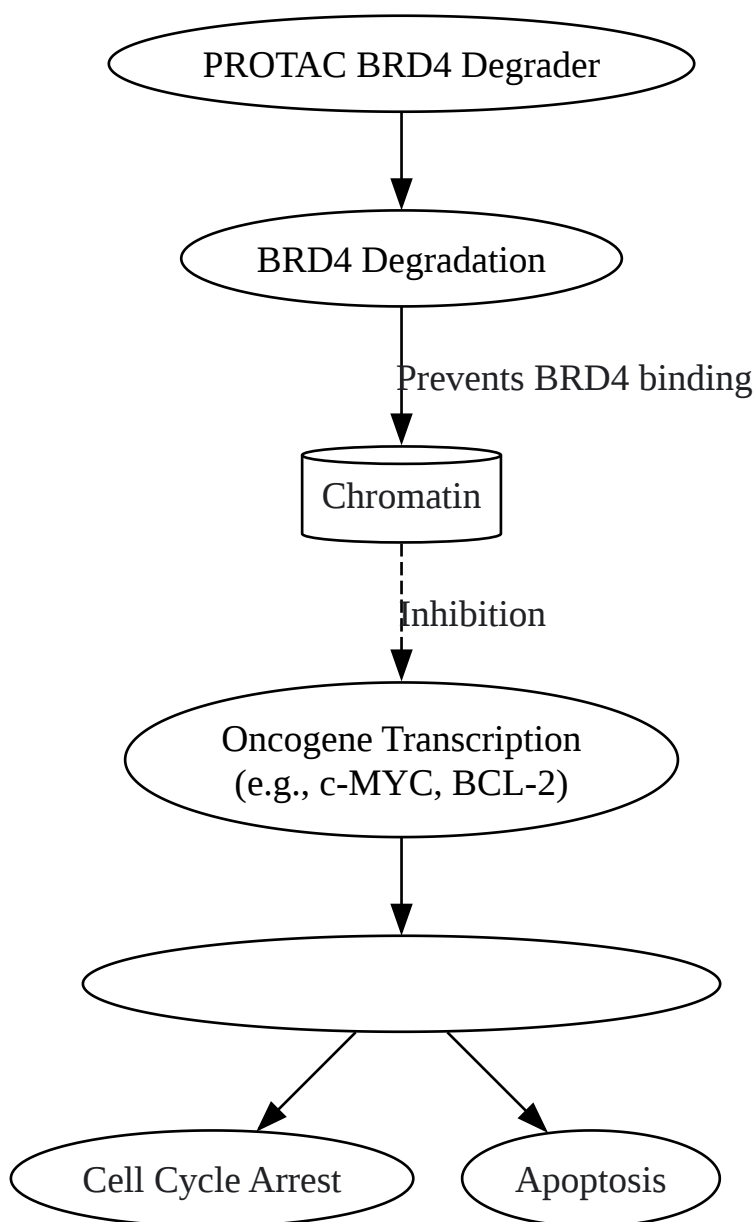 PROTAC BRD4 Degrader
BRD4 Degradation
Prevents BRD4 binding
Chromatin
Inhibition
Oncogene Transcription
(e.g., c-MYC, BCL-2)
Cell Cycle Arrest
Apoptosis